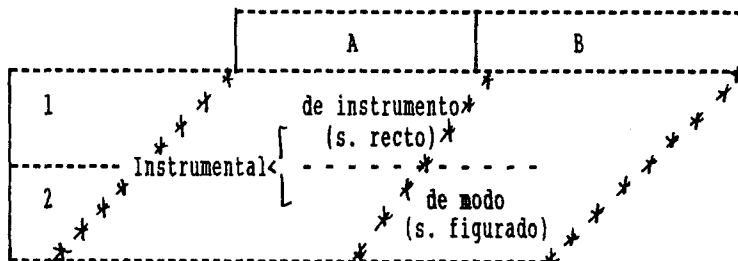 A B
1 de instrumento
(s. recto)
Instrumental
2 de modo
(s. figurado)